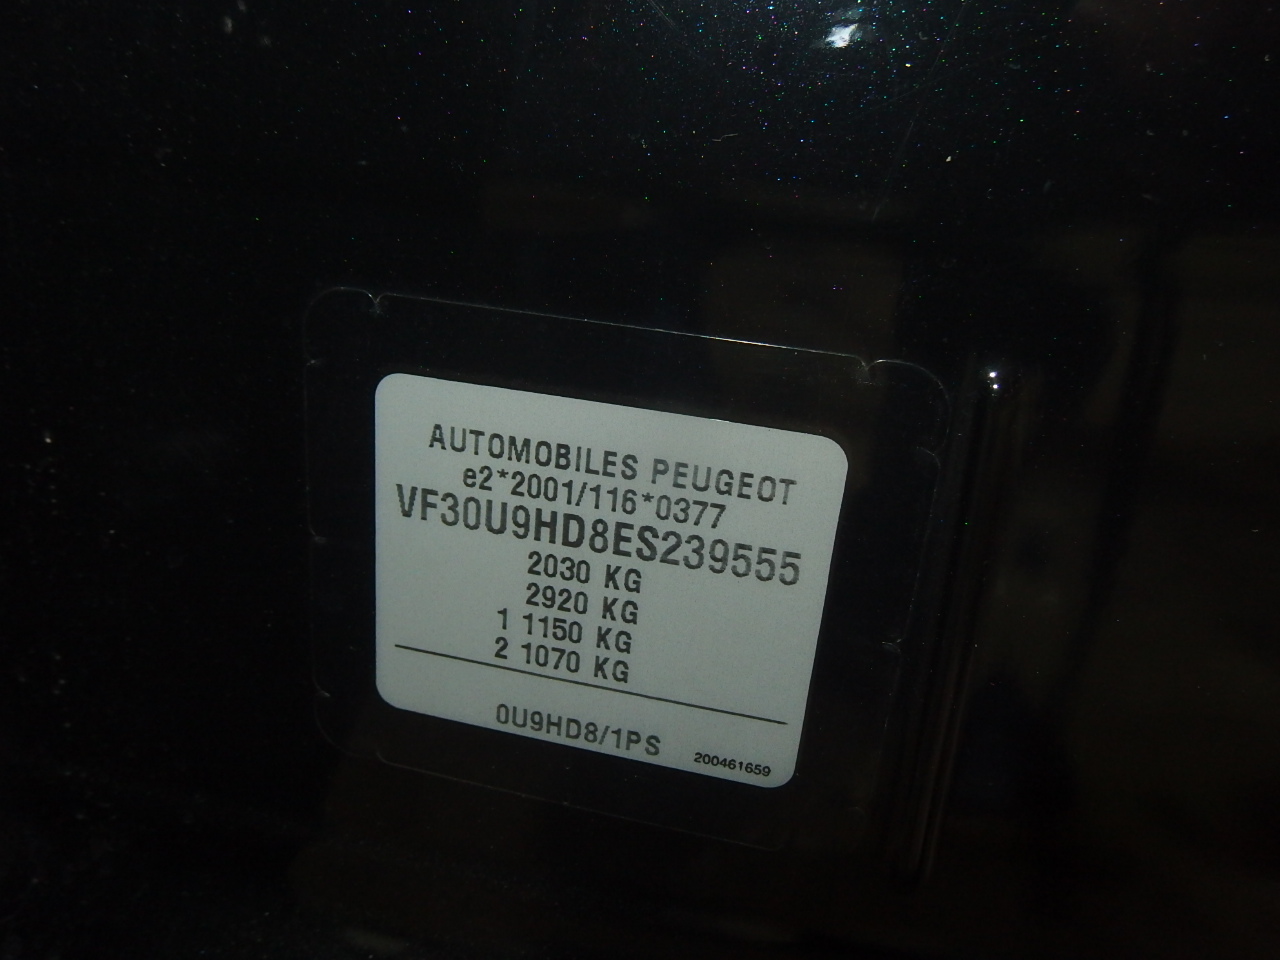 AUTOMOBILES PEUGEOT
e2*2001/116*0377
VF30U9HD8ES239555
2030 KG
2920 KG
1 1150 KG
2 1070 KG
0U9HD8/1PS
200461659